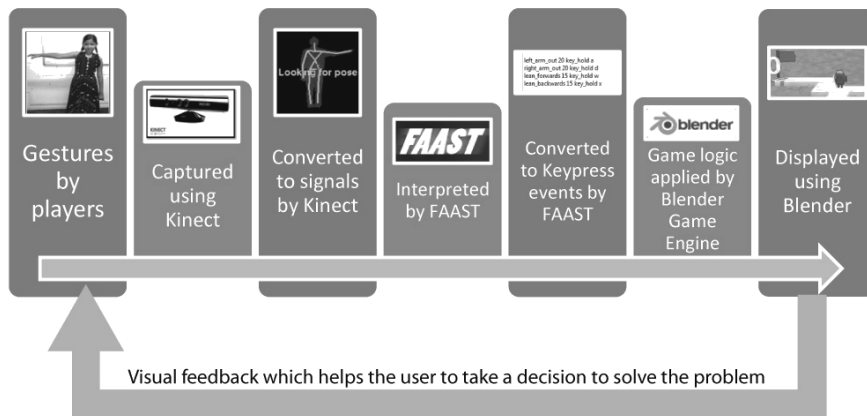 Gestures
by
players
KINECT
Captured
using
Kinect
Looking for pose
Converted
to signals
by Kinect
FAAST
Interpreted
by FAAST
left_arm_out 20 key_hold a
right_arm_out 20 key_hold d
lean_forwards 15 key_hold w
lean_backwards 15 key_hold x
Converted
to Keypress
events by
FAAST
blender
Game logic
applied by
Blender
Game
Engine
0
Displayed
using
Blender
Visual feedback which helps the user to take a decision to solve the problem